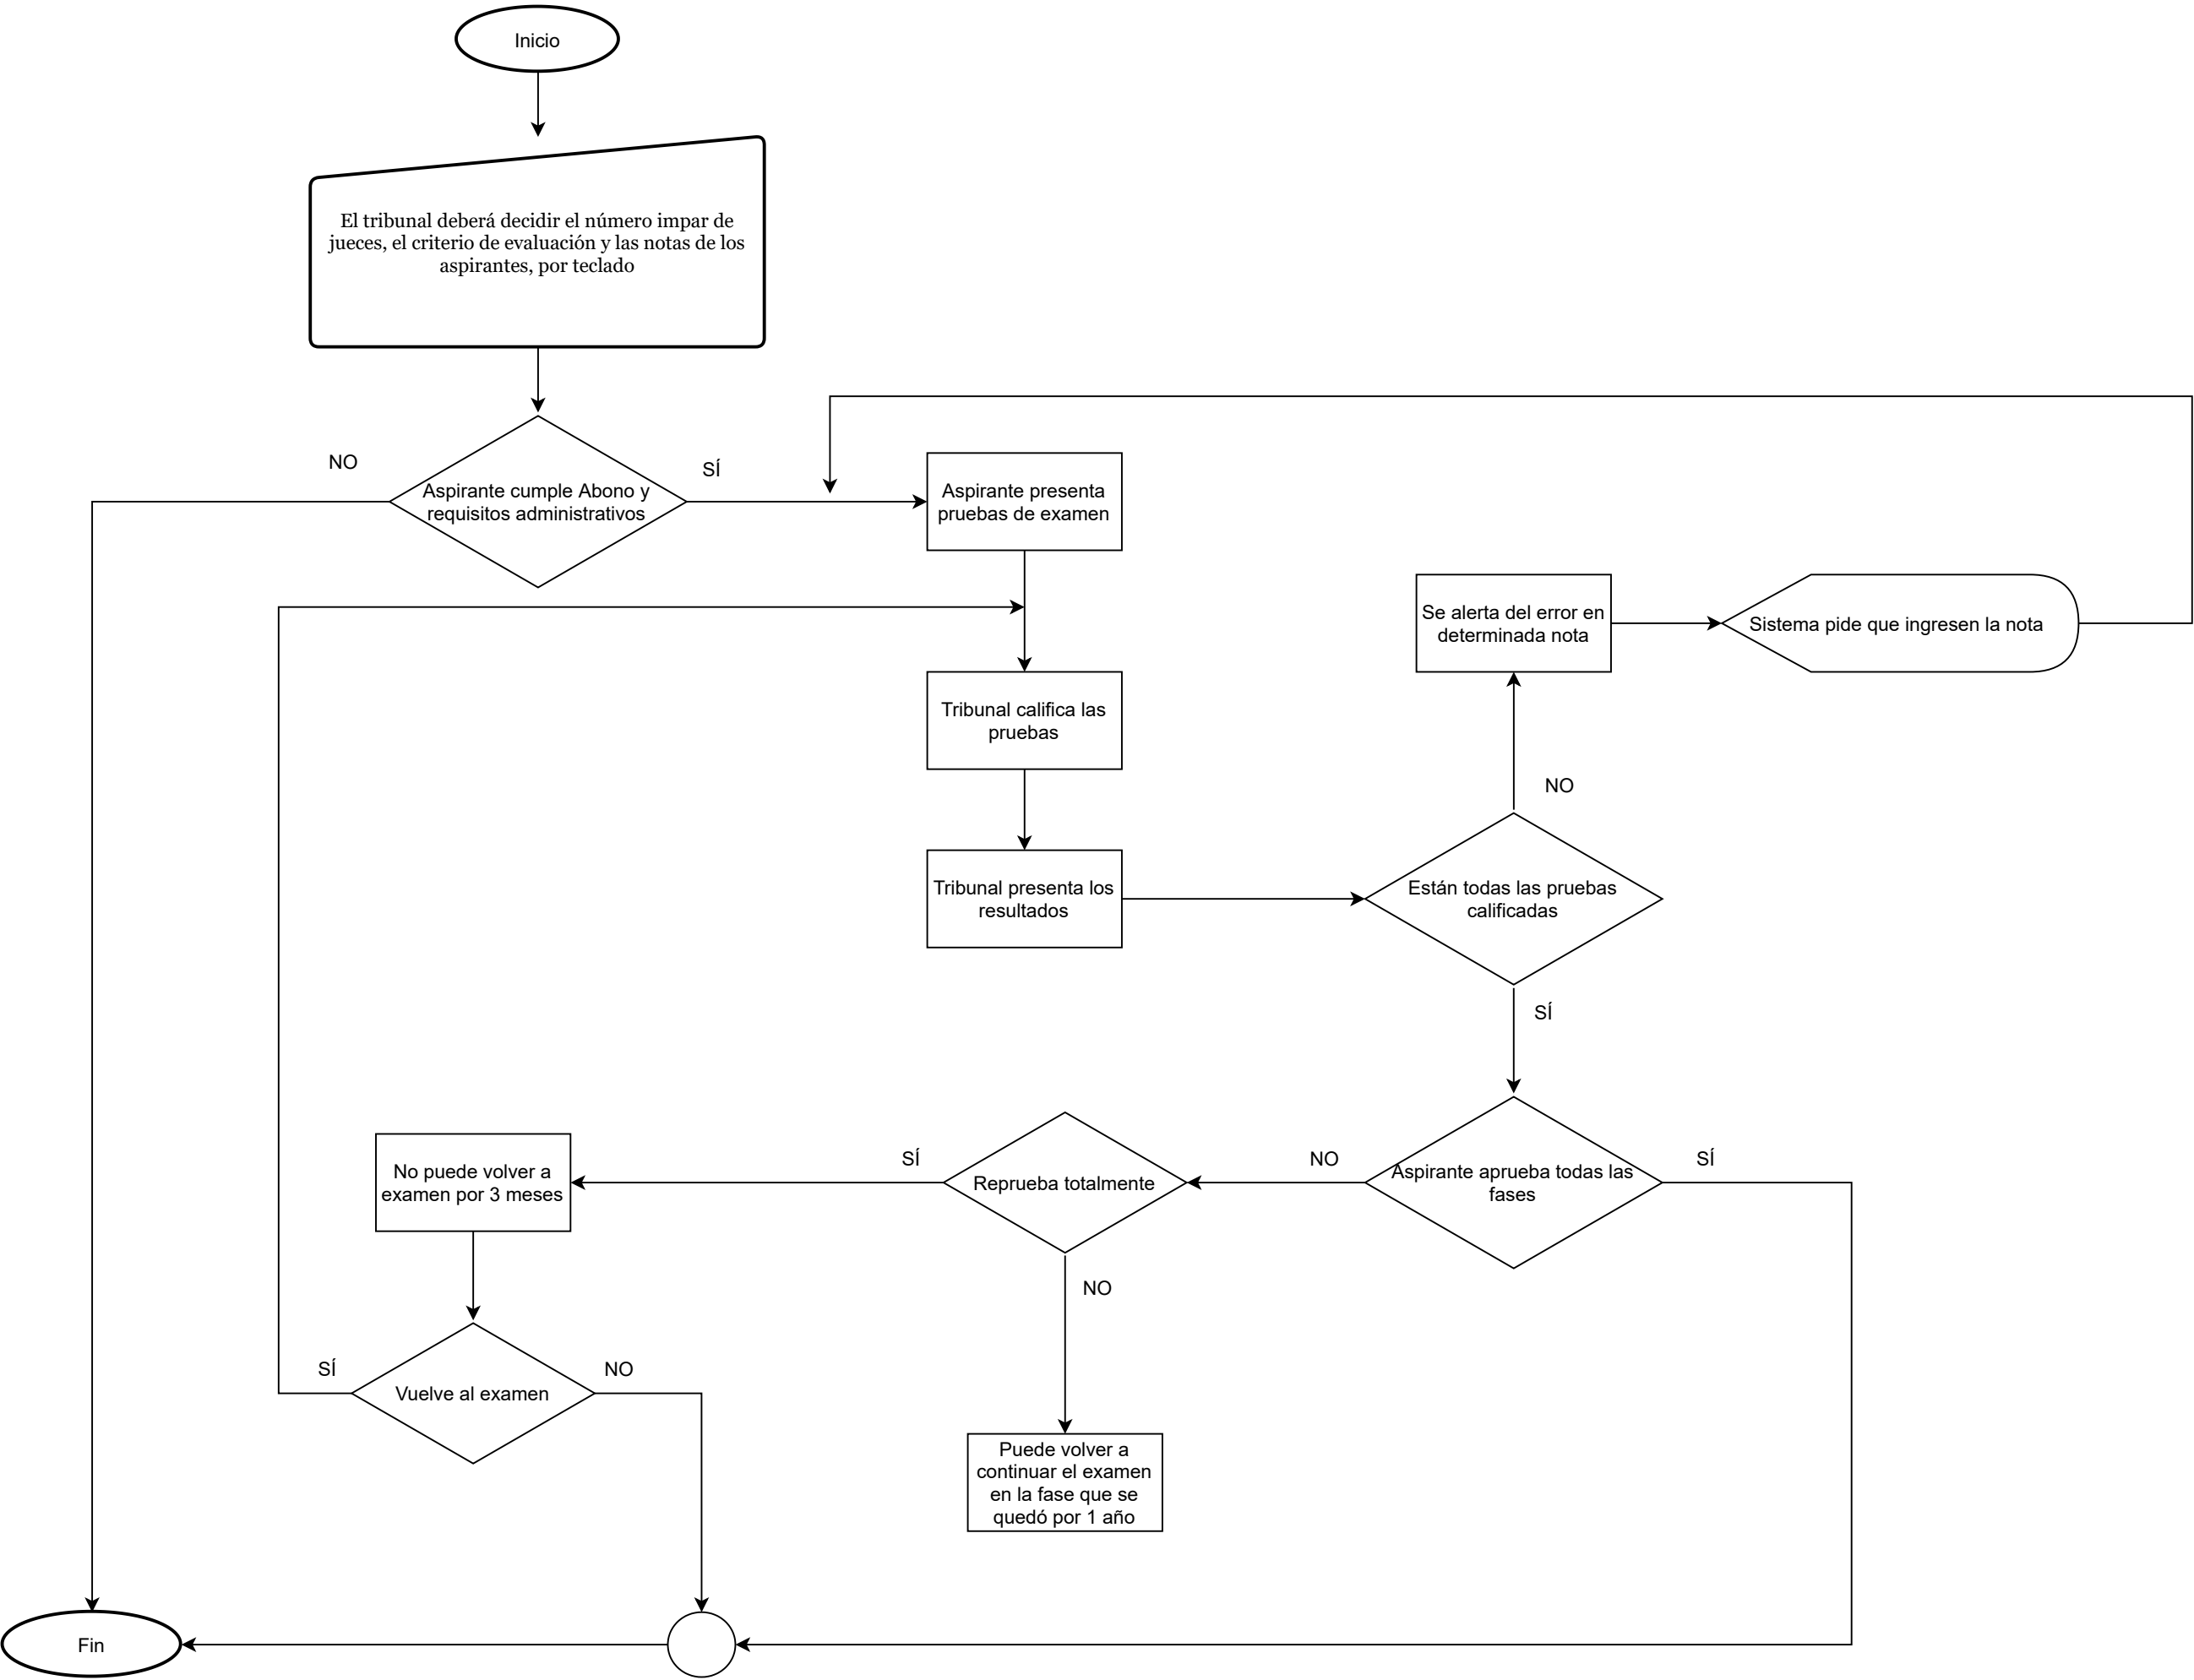 Inicio
El tribunal deberá decidir el número impar de
jueces, el criterio de evaluación y las notas de los
aspirantes, por teclado
NO
SÍ
Aspirante cumple Abono y
requisitos administrativos
Aspirante presenta
pruebas de examen
Se alerta del error en
determinada nota
Sistema pide que ingresen la nota
Tribunal califica las
pruebas
NO
Tribunal presenta los
resultados
Están todas las pruebas
calificadas
SÍ
No puede volver a
examen por 3 meses
SÍ
Reprueba totalmente
NO
Aspirante aprueba todas las
fases
SÍ
NO
SÍ
Vuelve al examen
NO
Puede volver a
continuar el examen
en la fase que se
quedó por 1 año
Fin